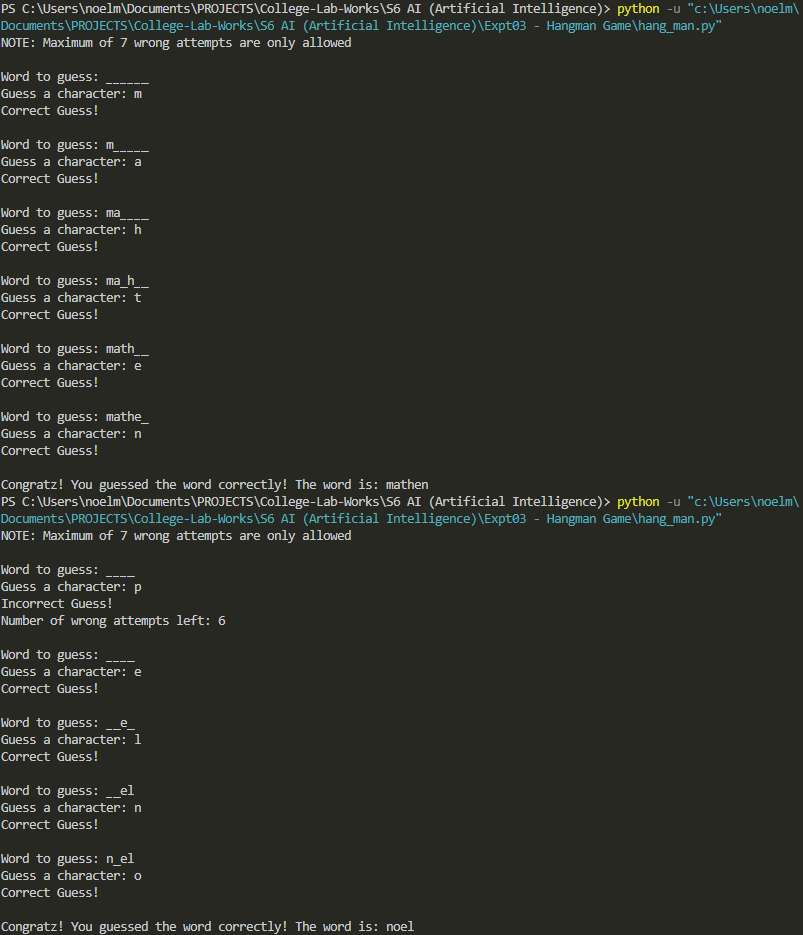 PS C:\Users\noelm\Documents\PROJECTS\College-Lab-Works\S6 AI (Artificial Intelligence)> python -u "c:\Users\noelm\
Documents\PROJECTS\College-Lab-Works\S6 AI (Artificial Intelligence)\Expt03 - Hangman Game\hang_man.py"
NOTE: Maximum of 7 wrong attempts are only allowed

Word to guess: ______
Guess a character: m
Correct Guess!

Word to guess: m_____
Guess a character: a
Correct Guess!

Word to guess: ma____
Guess a character: h
Correct Guess!

Word to guess: ma_h__
Guess a character: t
Correct Guess!

Word to guess: math__
Guess a character: e
Correct Guess!

Word to guess: mathe_
Guess a character: n
Correct Guess!

Congratz! You guessed the word correctly! The word is: mathen
PS C:\Users\noelm\Documents\PROJECTS\College-Lab-Works\S6 AI (Artificial Intelligence)> python -u "c:\Users\noelm\
Documents\PROJECTS\College-Lab-Works\S6 AI (Artificial Intelligence)\Expt03 - Hangman Game\hang_man.py"
NOTE: Maximum of 7 wrong attempts are only allowed

Word to guess: ____
Guess a character: p
Incorrect Guess!
Number of wrong attempts left: 6

Word to guess: ____
Guess a character: e
Correct Guess!

Word to guess: __e_
Guess a character: l
Correct Guess!

Word to guess: __el
Guess a character: n
Correct Guess!

Word to guess: n_el
Guess a character: o
Correct Guess!

Congratz! You guessed the word correctly! The word is: noel